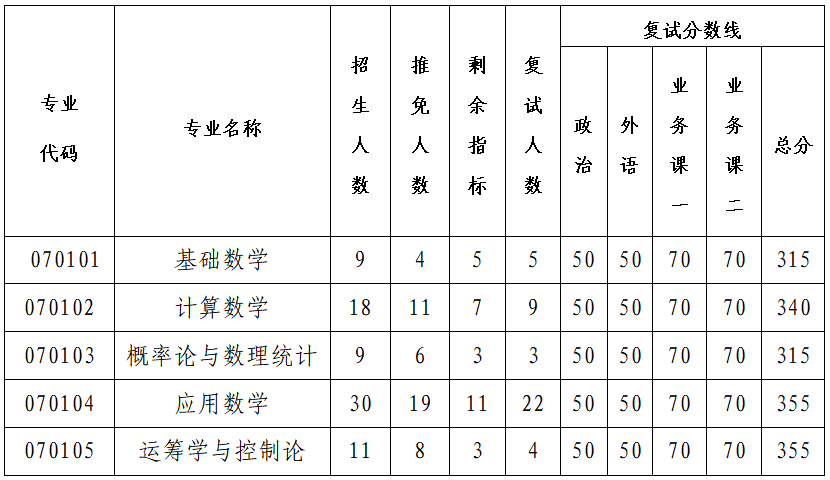 专业代码 专业名称 招生人数 推免人数 剩余指标 复试人数 复试分数线
政治 外语 业务课一 业务课二 总分
070101 基础数学 9 4 5 5 50 50 70 70 315
070102 计算数学 18 11 7 9 50 50 70 70 340
070103 概率论与数理统计 9 6 3 3 50 50 70 70 315
070104 应用数学 30 19 11 22 50 50 70 70 355
070105 运筹学与控制论 11 8 3 4 50 50 70 70 355